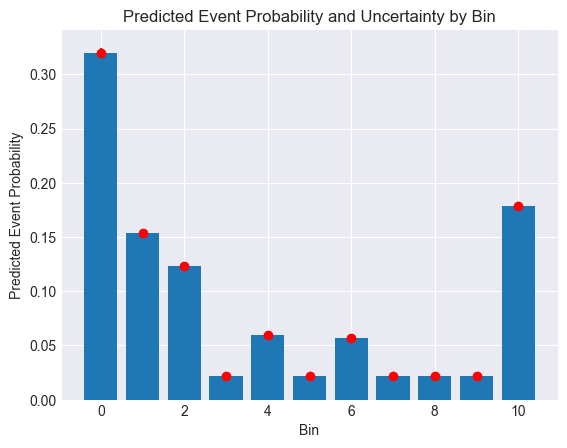 Predicted Event Probability and Uncertainty by Bin
0.30
0.25
0.20
0.15
0.10
0.05
0.00
Predicted Event Probability
0 2 4 6 8 10
Bin